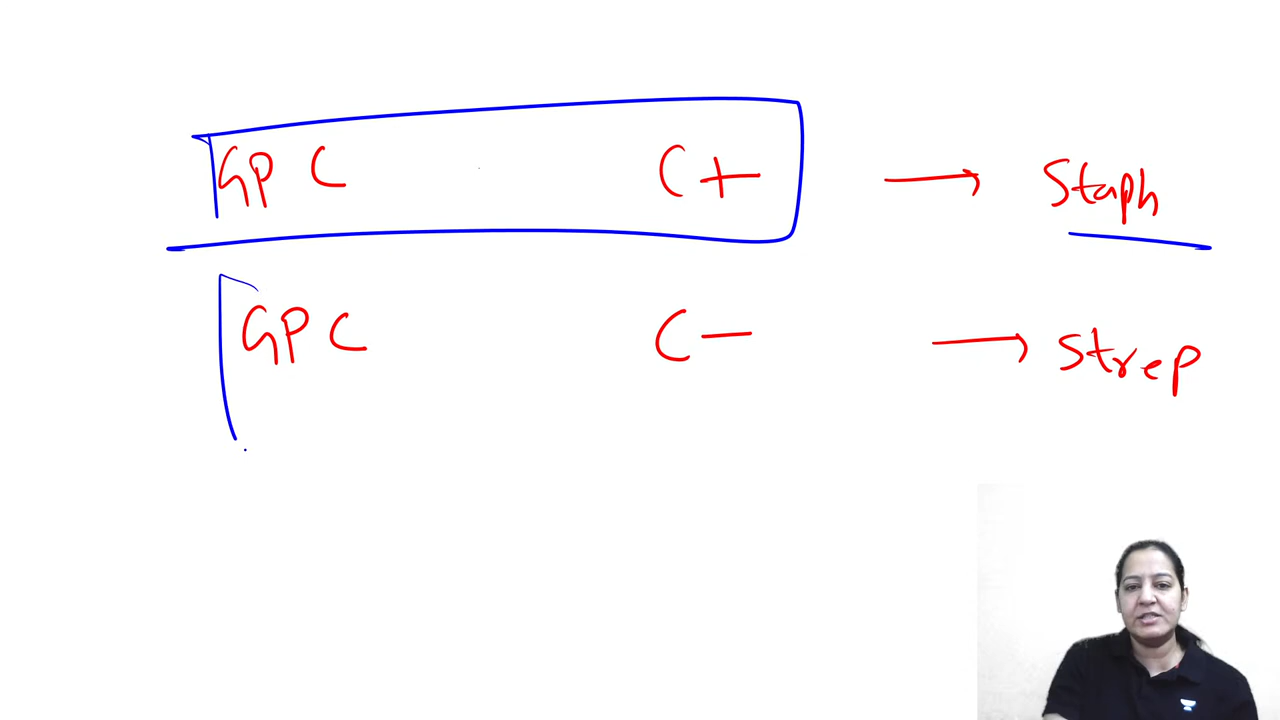 GPC C+ → Staph
GPC C- → Strep